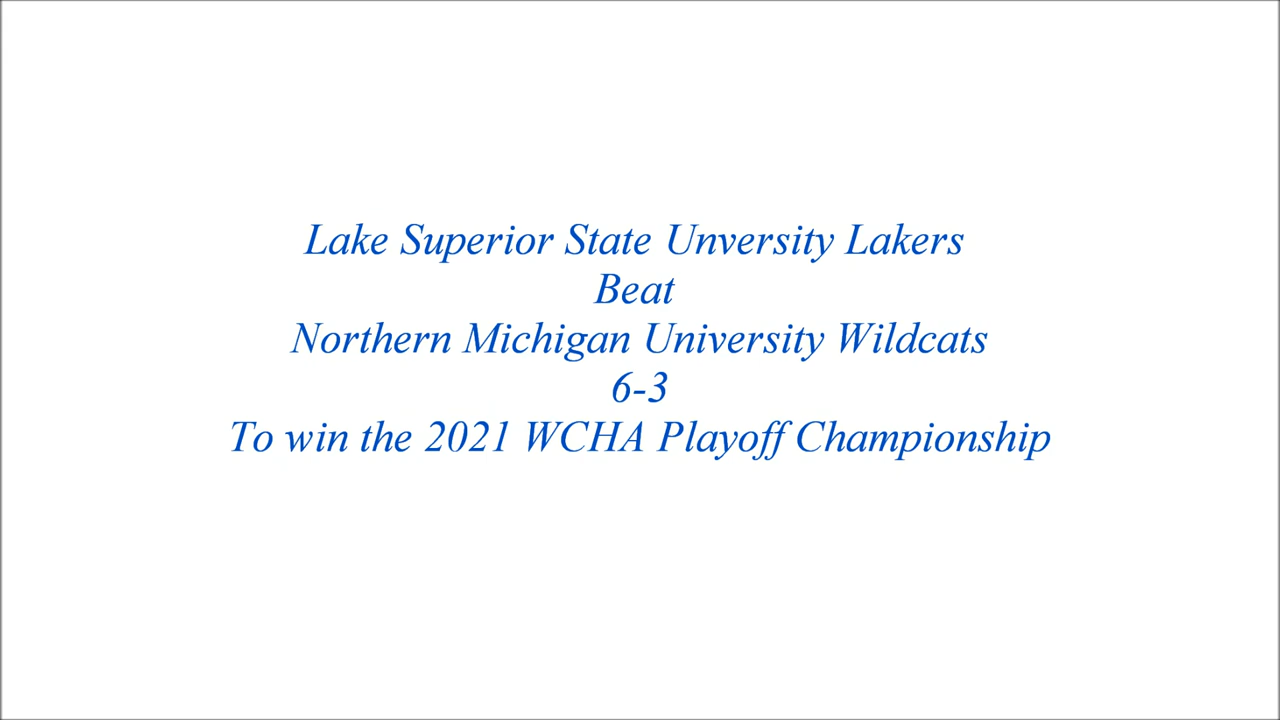 Lake Superior State Unversity Lakers
Beat
Northern Michigan University Wildcats
6-3
To win the 2021 WCHA Playoff Championship